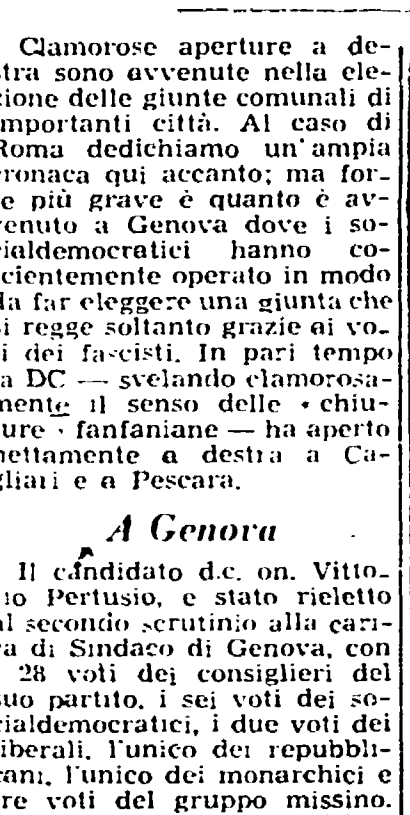 Clamorose aperture a de-
stra sono avvenute nella ele-
zione delle giunte comunali di
importanti città. Al caso di
Roma dedichiamo un'ampia
cronaca qui accanto; ma for-
se più grave è quanto è av-
venuto a Genova dove i so-
cialdemocratici hanno co-
scientemente operato in modo
da far eleggere una giunta che
si regge soltanto grazie ai vo-
ti dei fascisti. In pari tempo
la DC — svelando clamorosa-
mente il senso delle « chiu-
sure » fanfaniane — ha aperto
nettamente a destra a Ca-
gliari e a Pescara.
A Genova
Il candidato d.c. on. Vitto-
rio Pertusio, e stato rieletto
al secondo scrutinio alla cari-
ca di Sindaco di Genova, con
28 voti dei consiglieri del
suo partito, i sei voti dei so-
cialdemocratici, i due voti dei
liberali, l'unico dei repubbli-
cani, l'unico dei monarchici e
tre voti del gruppo missino.